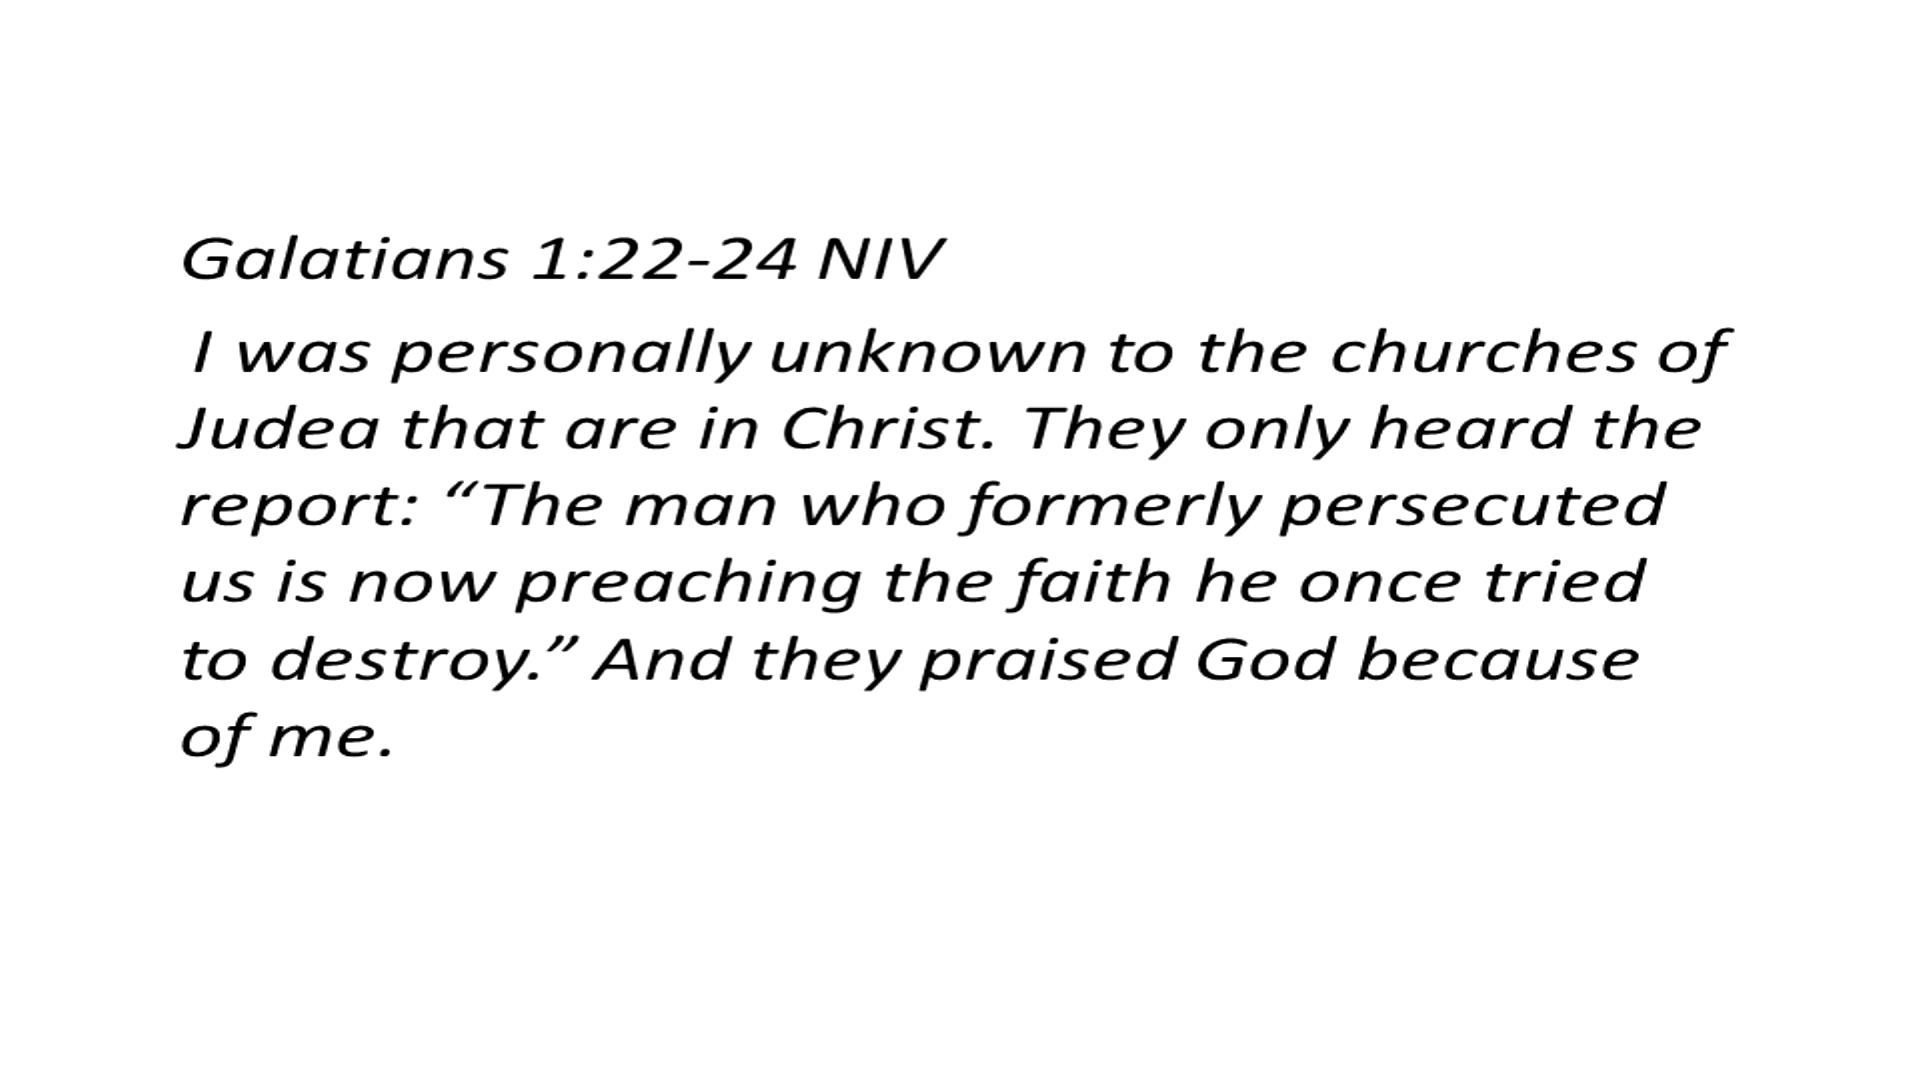 Galatians 1:22-24 NIV
I was personally unknown to the churches of
Judea that are in Christ. They only heard the
report: “The man who formerly persecuted
us is now preaching the faith he once tried
to destroy.” And they praised God because
of me.